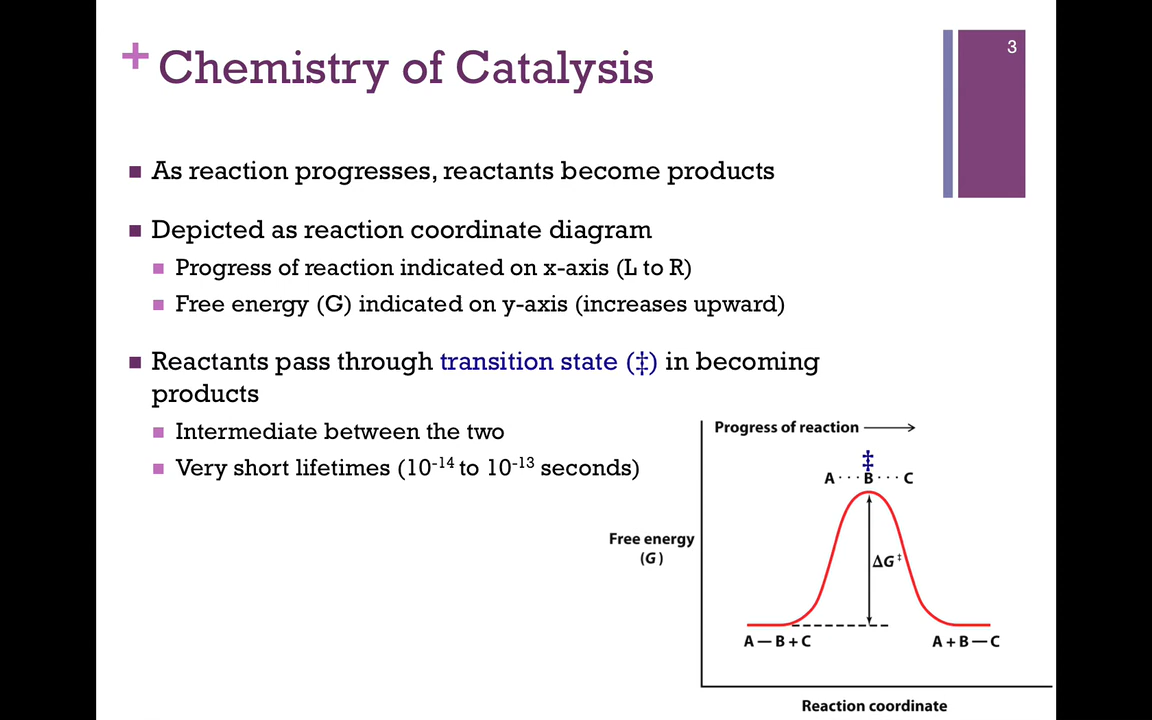 3
+ Chemistry of Catalysis
■ As reaction progresses, reactants become products
■ Depicted as reaction coordinate diagram
■ Progress of reaction indicated on x-axis (L to R)
■ Free energy (G) indicated on y-axis (increases upward)
■ Reactants pass through transition state (‡) in becoming
products
■ Intermediate between the two
■ Very short lifetimes (10⁻¹⁴ to 10⁻¹³ seconds)
Progress of reaction ⟶
‡
A···B···C
Free energy
(G)
ΔG‡
A—B+C
A+B—C
Reaction coordinate